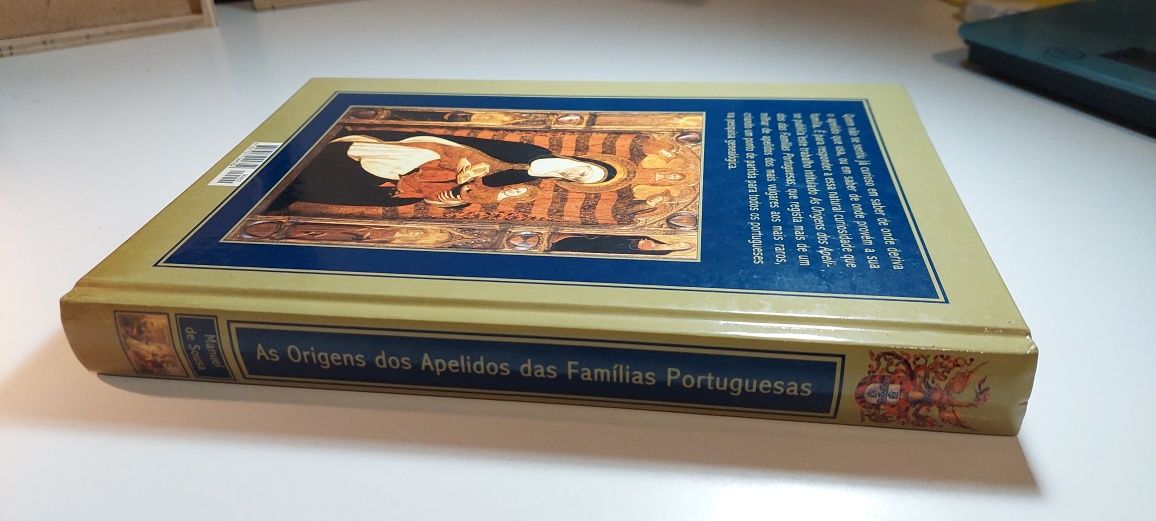 Quem não se sentiu já curioso em saber de onde deriva
o apelido que usa, ou em saber de onde provém a sua
família. É para responder a essa natural curiosidade que
se publica este trabalho intitulado As Origens dos Apeli-
dos das Famílias Portuguesas, que regista mais de um
milhar de apelidos dos mais vulgares aos mais raros,
criando um ponto de partida para todos os portugueses
na pesquisa genealógica.
Manuel
de Sousa
As Origens dos Apelidos das Famílias Portuguesas